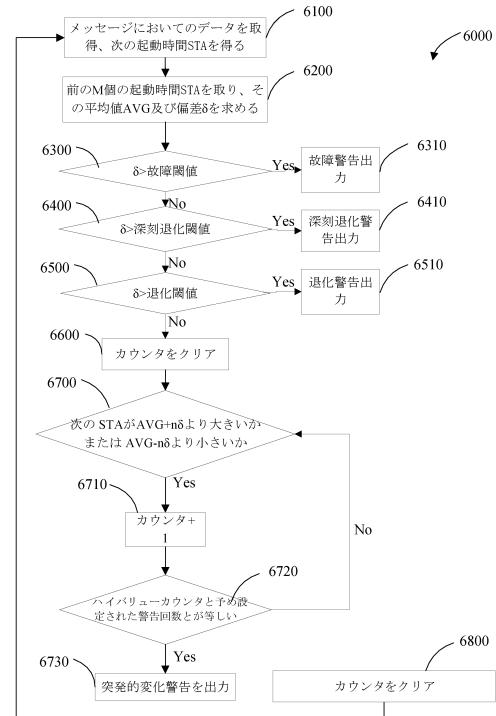 6100
メッセージにおいてのデータを取
得、次の起動時間STAを得る
6000
6200
前のM個の起動時間STAを取り、そ
の平均値AVG及び偏差δを求める
6300
δ>故障閾値
Yes
故障警告出
力
6310
No
6400
δ>深刻退化閾値
Yes
深刻退化警
告出力
6410
No
6500
δ>退化閾値
Yes
退化警告出
力
6510
No
6600
カウンタをクリア
6700
次の STAがAVG+nδより大きいか
または AVG-nδより小さいか
Yes
6710
カウンタ+
1
No
6720
ハイバリューカウンタと予め設
定された警告回数とが等しい
Yes
6730
突発的変化警告を出力
6800
カウンタをクリア